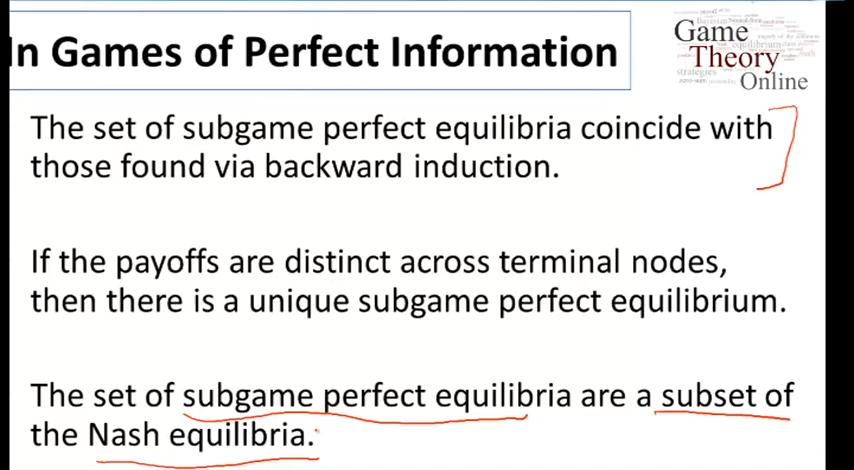 In Games of Perfect Information
Game
Theory
Online
The set of subgame perfect equilibria coincide with
those found via backward induction.
If the payoffs are distinct across terminal nodes,
then there is a unique subgame perfect equilibrium.
The set of subgame perfect equilibria are a subset of
the Nash equilibria.